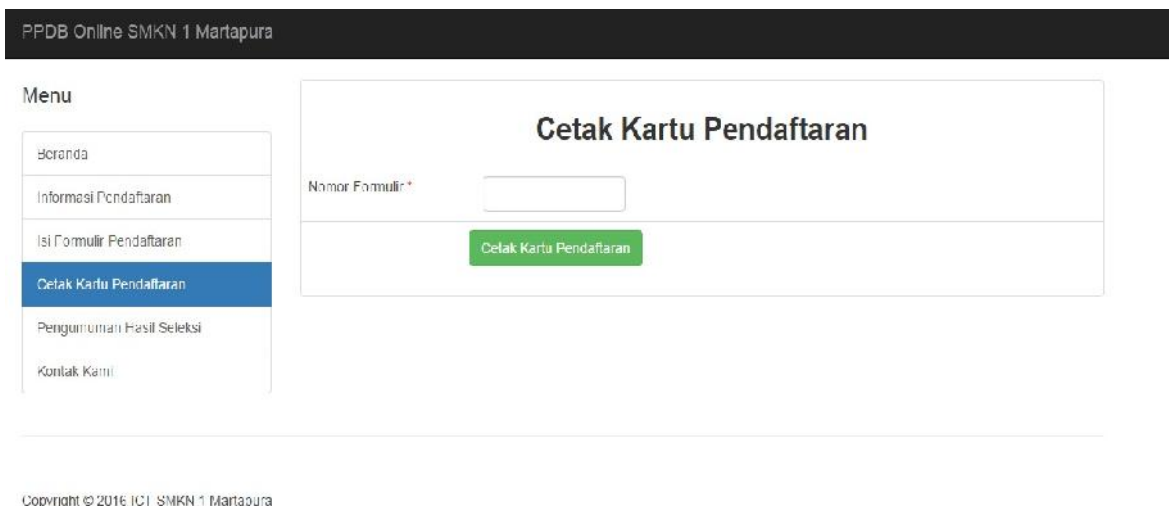 PPDB Online SMKN 1 Martapura
Menu
Beranda
Informasi Pendaftaran
Isi Formulir Pendaftaran
Cetak Kartu Pendaftaran
Pengumuman Hasil Seleksi
Kontak Kami
Cetak Kartu Pendaftaran
Nomor Formulir *
Cetak Kartu Pendaftaran
Copyright © 2016 ICT SMKN 1 Martapura